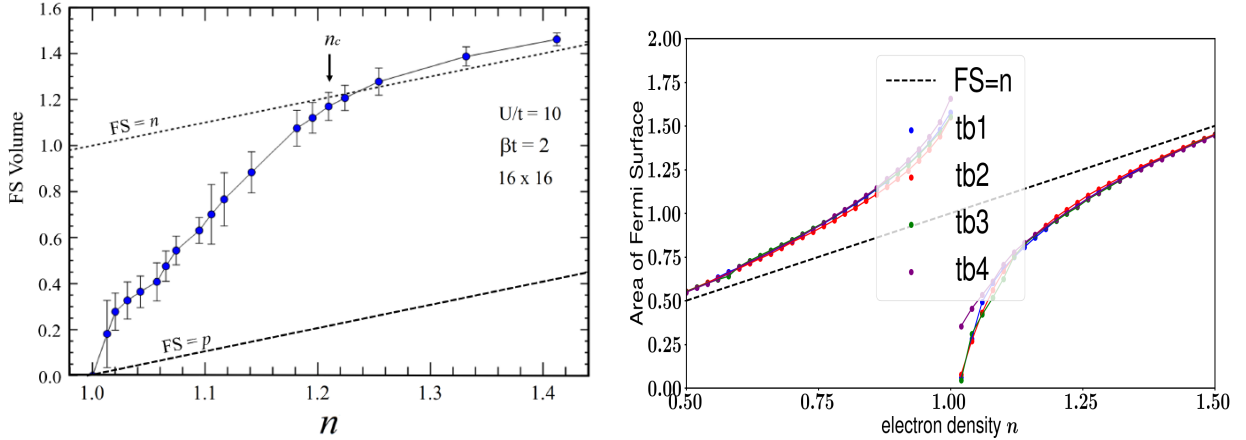 1.6
1.4
1.2
1.0
0.8
0.6
0.4
0.2
0.0
FS Volume
n_c
FS = n
U/t = 10
βt = 2
16 x 16
FS = p
1.0
1.1
1.2
1.3
1.4
n
2.00
1.75
1.50
1.25
1.00
0.75
0.50
0.25
0.00
Area of Fermi Surface
FS=n
tb1
tb2
tb3
tb4
0.50
0.75
1.00
1.25
1.50
electron density n